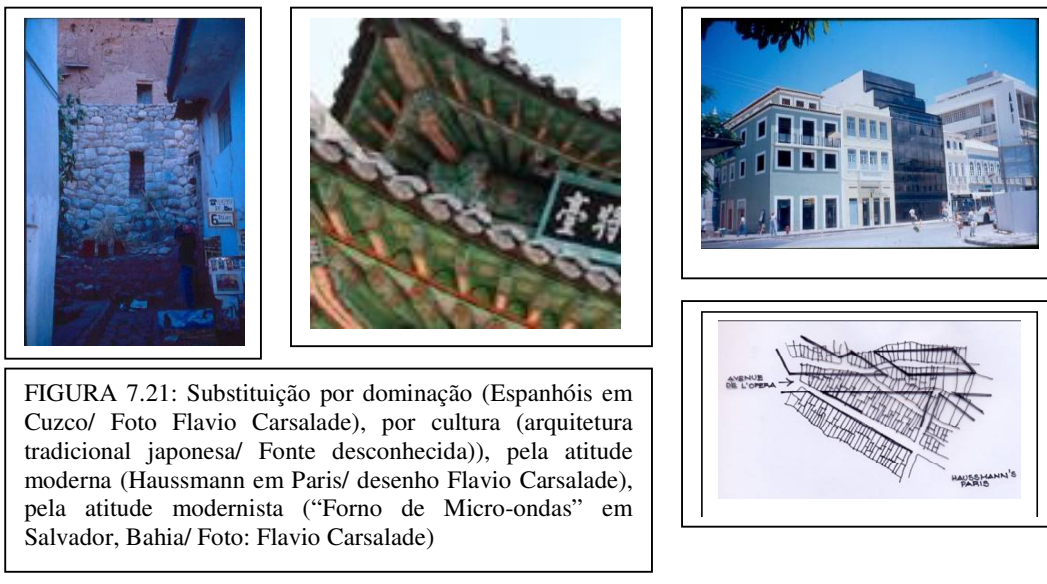 將臺
AVENUE
DE L'OPERA
HAUSSMANN'S
PARIS
FIGURA 7.21: Substituição por dominação (Espanhóis em
Cuzco/ Foto Flavio Carsalade), por cultura (arquitetura
tradicional japonesa/ Fonte desconhecida)), pela atitude
moderna (Haussmann em Paris/ desenho Flavio Carsalade),
pela atitude modernista (“Forno de Micro-ondas” em
Salvador, Bahia/ Foto: Flavio Carsalade)